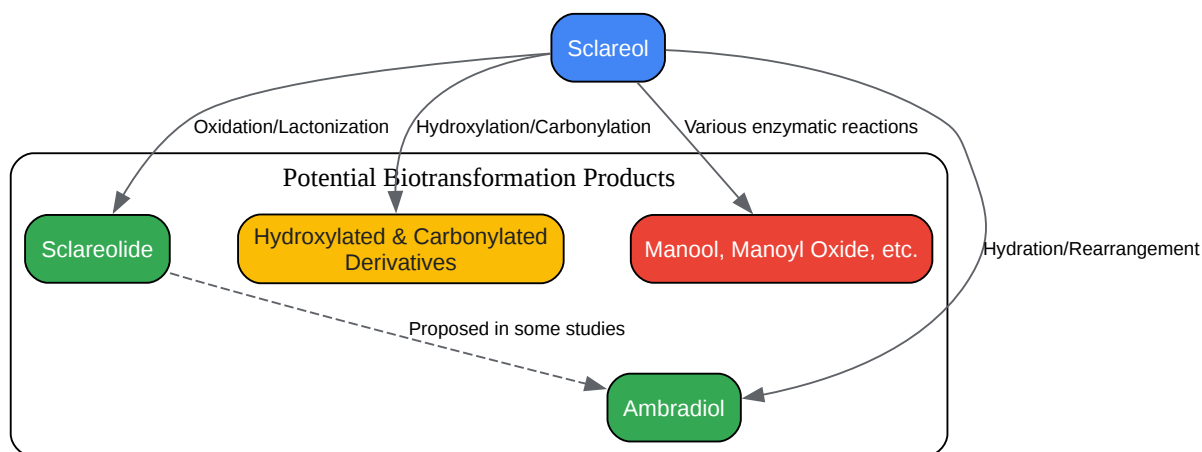 Sclareol
Oxidation/Lactonization
Hydroxylation/Carbonylation
Various enzymatic reactions
Potential Biotransformation Products
Sclareolide
Hydroxylated & Carbonylated
Derivatives
Manool, Manoyl Oxide, etc.
Hydration/Rearrangement
Proposed in some studies
Ambradiol